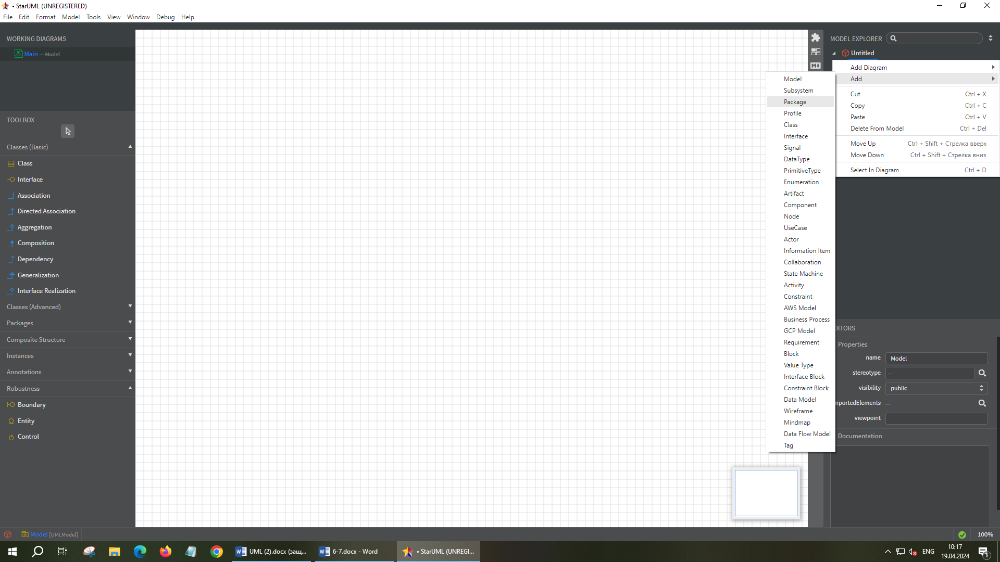 • StarUML (UNREGISTERED)
File Edit Format Model Tools View Window Debug Help
WORKING DIAGRAMS
Main — Model
TOOLBOX
Classes (Basic)
Class
Interface
Association
Directed Association
Aggregation
Composition
Dependency
Generalization
Interface Realization
Classes (Advanced)
Packages
Composite Structure
Instances
Annotations
Robustness
Boundary
Entity
Control
M
Model
Subsystem
Package
Profile
Class
Interface
Signal
DataType
PrimitiveType
Enumeration
Artifact
Component
Node
UseCase
Actor
Information Item
Collaboration
State Machine
Activity
Constraint
AWS Model
Business Process
GCP Model
Requirement
Block
Value Type
Interface Block
Constraint Block
Data Model
Wireframe
Mindmap
Data Flow Model
Tag
MODEL EXPLORER
Untitled
Add Diagram
Add
Cut Ctrl + X
Copy Ctrl + C
Paste Ctrl + V
Delete From Model Ctrl + Del
Move Up Ctrl + Shift + Стрелка вверх
Move Down Ctrl + Shift + Стрелка вниз
Select In Diagram Ctrl + D
DITORS
Properties
name Model
stereotype —
visibility public
nportedElements —
viewpoint
Documentation
Model [UMLModel]
100%
UML (2).docx (защ...
6-7.docx - Word
• StarUML (UNREGI...
ENG
10:17
19.04.2024
1